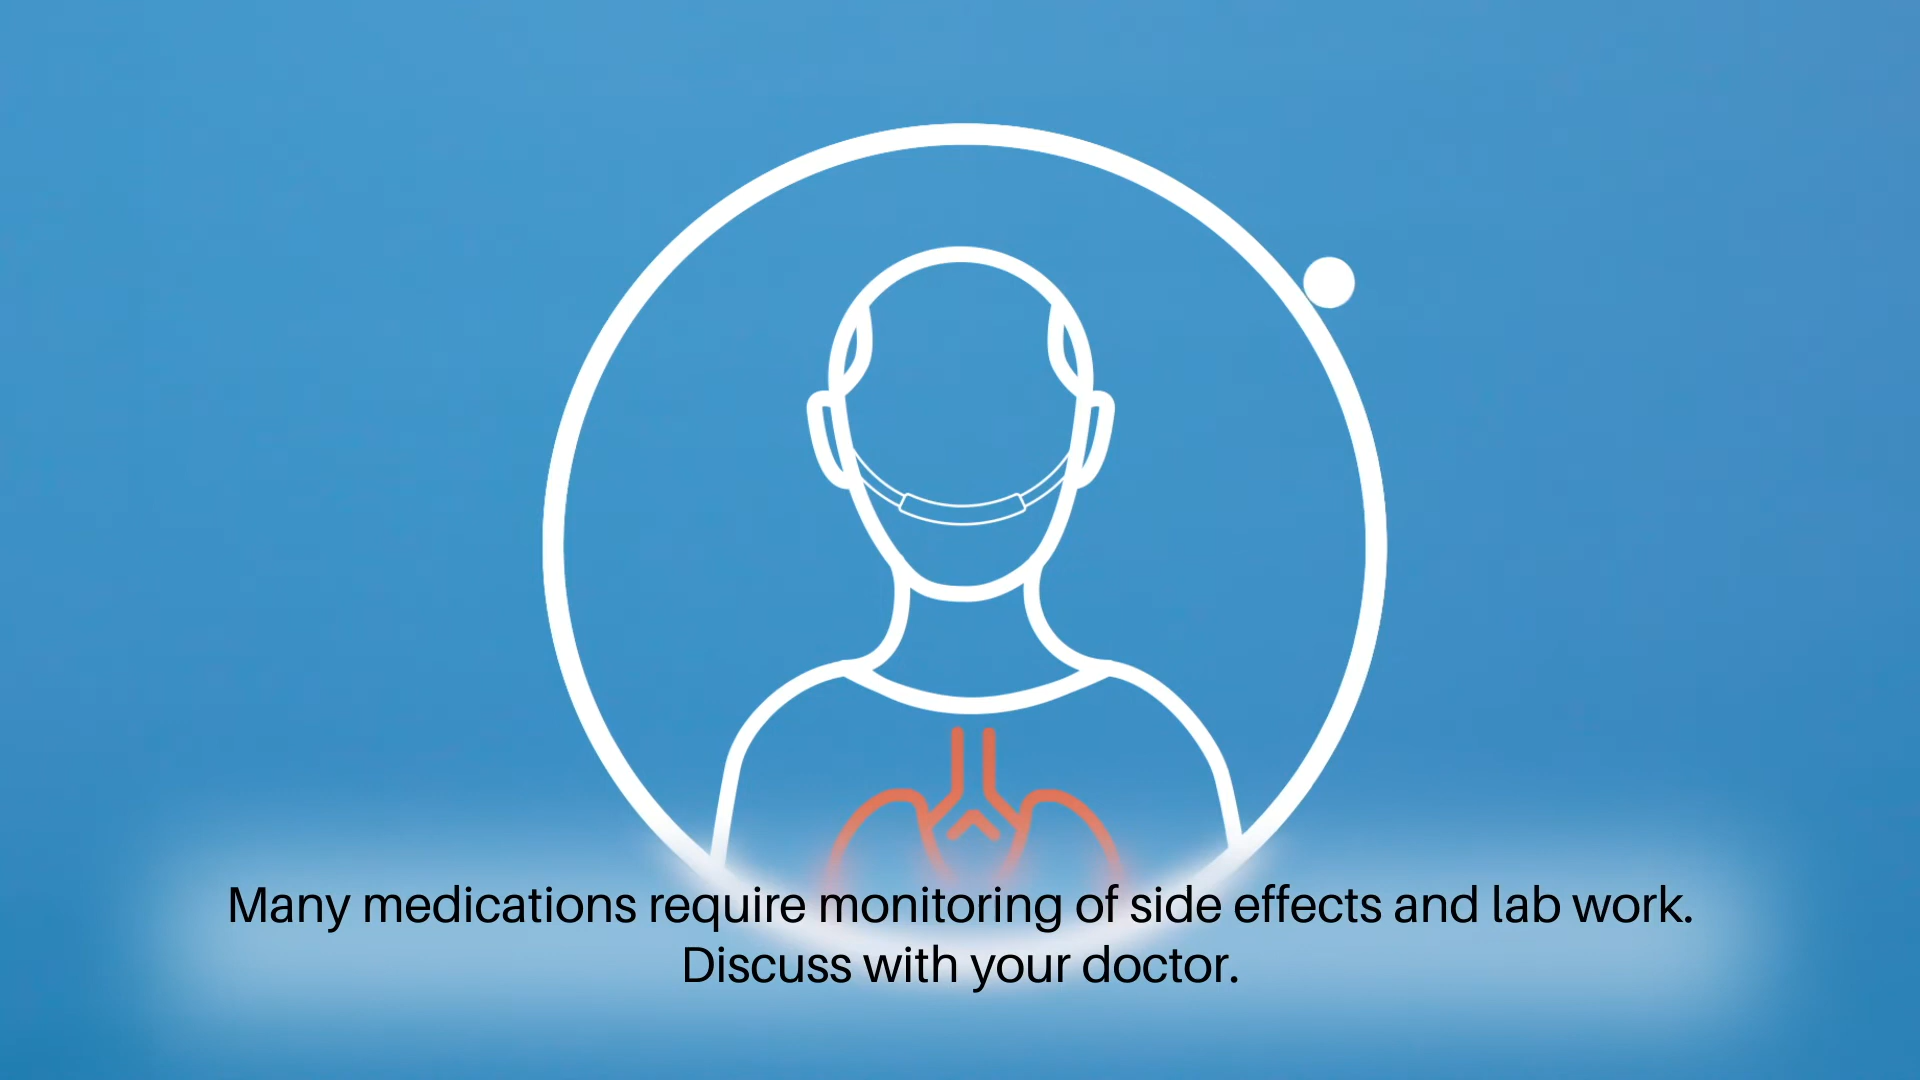 Many medications require monitoring of side effects and lab work.
Discuss with your doctor.